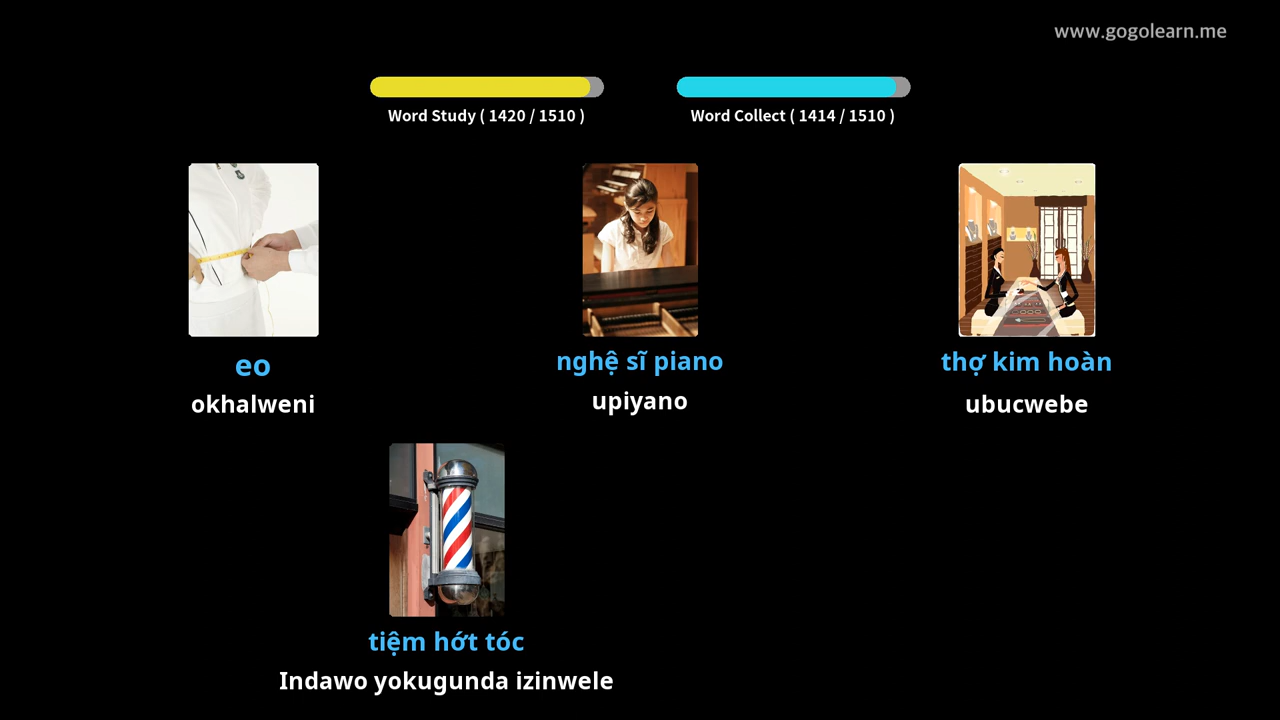 www.gogolearn.me
Word Study ( 1420 / 1510 )
Word Collect ( 1414 / 1510 )
eo
okhalweni
nghệ sĩ piano
upiyano
thợ kim hoàn
ubucwebe
tiệm hớt tóc
Indawo yokugunda izinwele